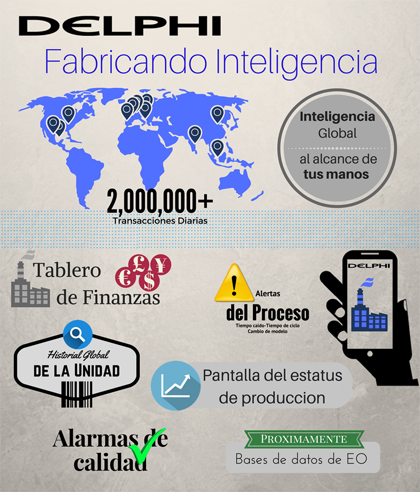 DELPHI
Fabricando Inteligencia
Inteligencia
Global
al alcance de
tus manos
2,000,000+
Transacciones Diarias
Tablero
de Finanzas
€ £ ¥ $
Alertas
del Proceso
Tiempo caído-Tiempo de ciclo
Cambio de modelo
DELPHI
Historial Global
DE LA UNIDAD
Pantalla del estatus
de produccion
Alarmas de
calidad
PROXIMAMENTE
Bases de datos de EO